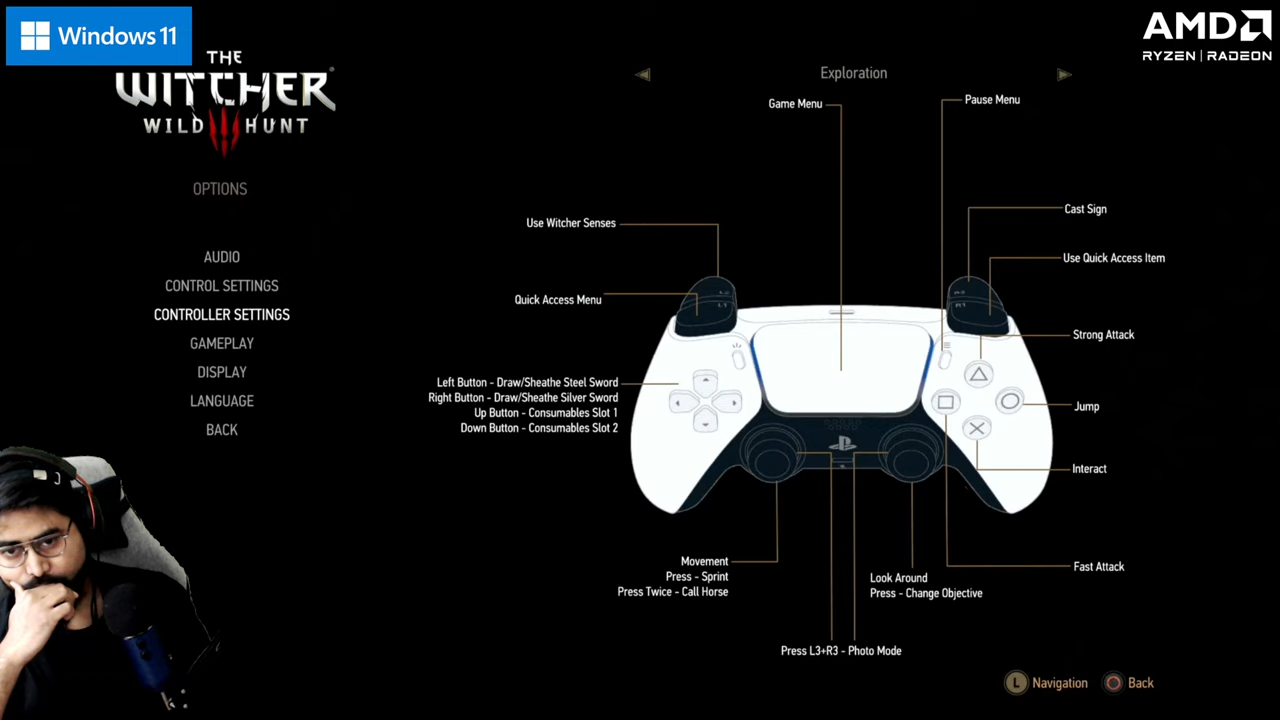 Windows 11
AMD
RYZEN | RADEON
THE
WITCHER
WILD HUNT
OPTIONS
AUDIO
CONTROL SETTINGS
CONTROLLER SETTINGS
GAMEPLAY
DISPLAY
LANGUAGE
BACK
Exploration
Game Menu
Pause Menu
Use Witcher Senses
Cast Sign
Quick Access Menu
Use Quick Access Item
Strong Attack
Left Button - Draw/Sheathe Steel Sword
Right Button - Draw/Sheathe Silver Sword
Up Button - Consumables Slot 1
Down Button - Consumables Slot 2
Jump
Interact
Movement
Press - Sprint
Press Twice - Call Horse
Look Around
Press - Change Objective
Fast Attack
Press L3+R3 - Photo Mode
L Navigation
Back